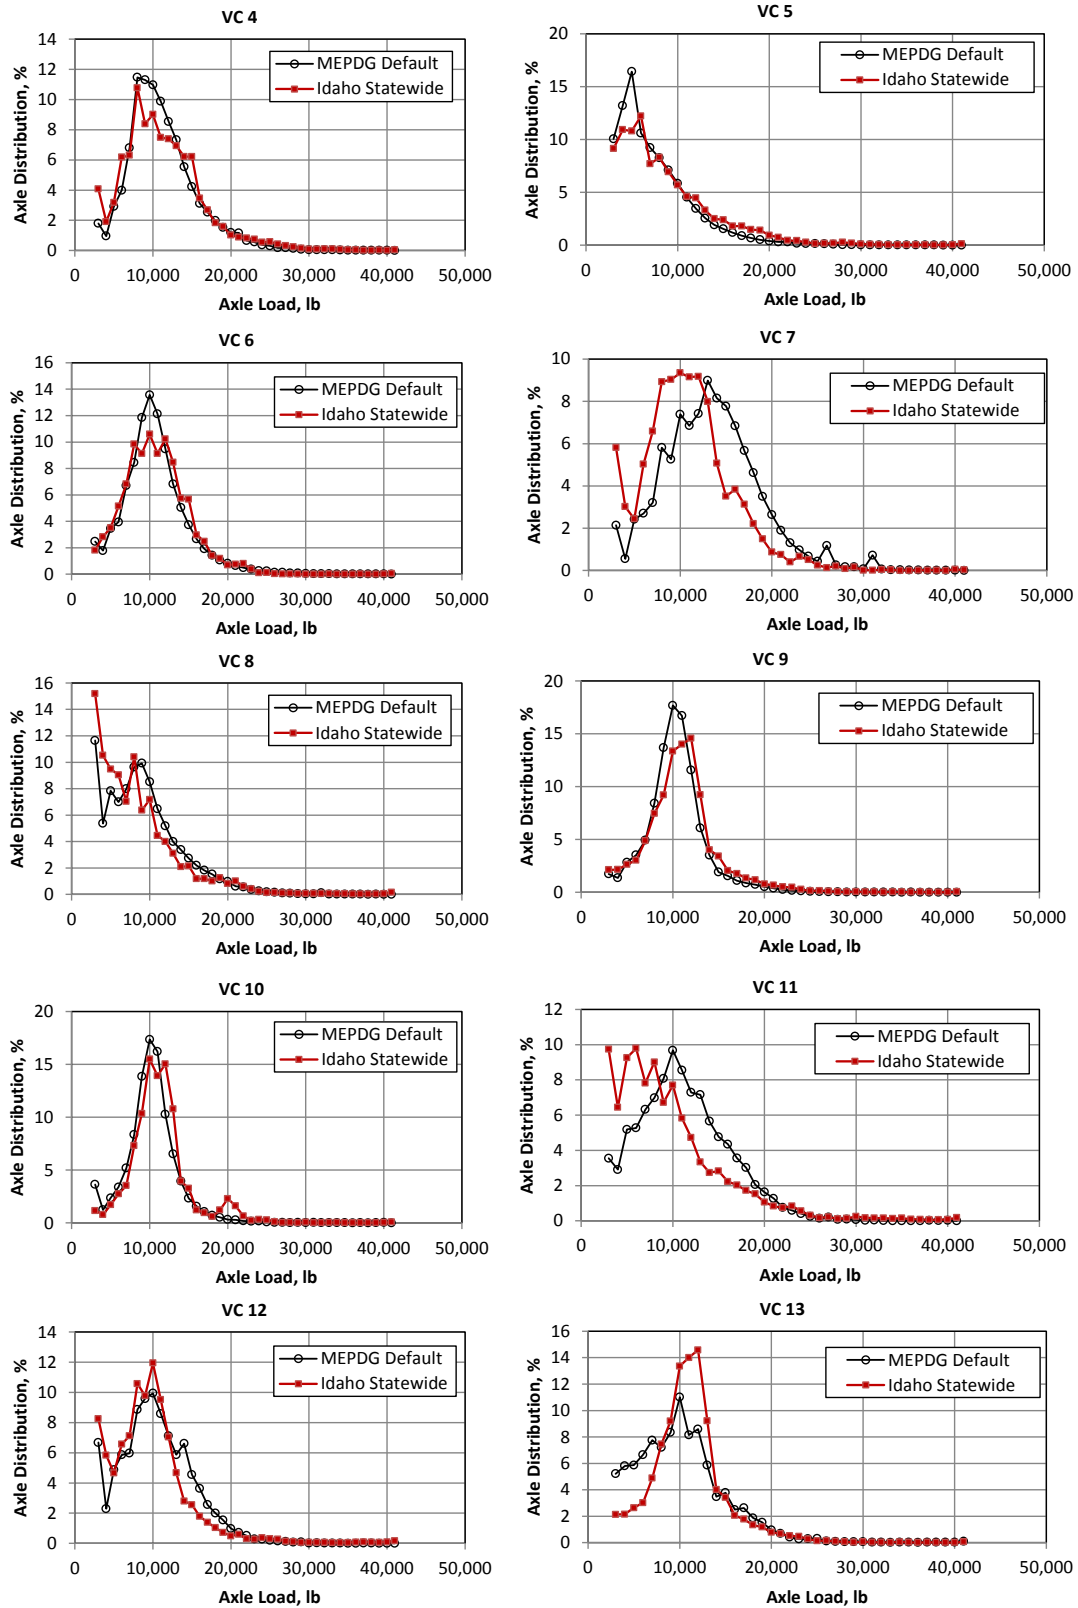 VC 4
Axle Distribution, %
14
12
10
8
6
4
2
0
MEPDG Default
Idaho Statewide
0 10,000 20,000 30,000 40,000 50,000
Axle Load, lb
VC 5
Axle Distribution, %
20
15
10
5
0
MEPDG Default
Idaho Statewide
0 10,000 20,000 30,000 40,000 50,000
Axle Load, lb
VC 6
Axle Distribution, %
16
14
12
10
8
6
4
2
0
MEPDG Default
Idaho Statewide
0 10,000 20,000 30,000 40,000 50,000
Axle Load, lb
VC 7
Axle Distribution, %
10
8
6
4
2
0
MEPDG Default
Idaho Statewide
0 10,000 20,000 30,000 40,000 50,000
Axle Load, lb
VC 8
Axle Distribution, %
16
14
12
10
8
6
4
2
0
MEPDG Default
Idaho Statewide
0 10,000 20,000 30,000 40,000 50,000
Axle Load, lb
VC 9
Axle Distribution, %
20
15
10
5
0
MEPDG Default
Idaho Statewide
0 10,000 20,000 30,000 40,000 50,000
Axle Load, lb
VC 10
Axle Distribution, %
20
15
10
5
0
MEPDG Default
Idaho Statewide
0 10,000 20,000 30,000 40,000 50,000
Axle Load, lb
VC 11
Axle Distribution, %
12
10
8
6
4
2
0
MEPDG Default
Idaho Statewide
0 10,000 20,000 30,000 40,000 50,000
Axle Load, lb
VC 12
Axle Distribution, %
14
12
10
8
6
4
2
0
MEPDG Default
Idaho Statewide
0 10,000 20,000 30,000 40,000 50,000
Axle Load, lb
VC 13
Axle Distribution, %
16
14
12
10
8
6
4
2
0
MEPDG Default
Idaho Statewide
0 10,000 20,000 30,000 40,000 50,000
Axle Load, lb